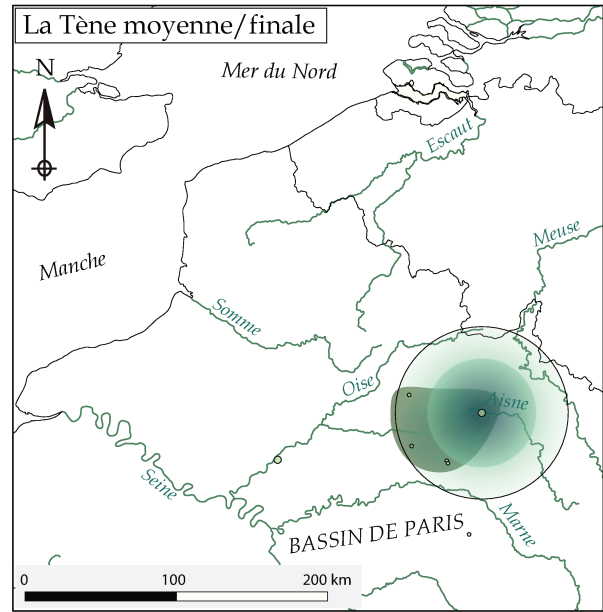 La Tène moyenne/finale
N
Mer du Nord
Escaut
Meuse
Manche
Somme
Oise
Aisne
Seine
Marne
BASSIN DE PARIS
0 100 200 km